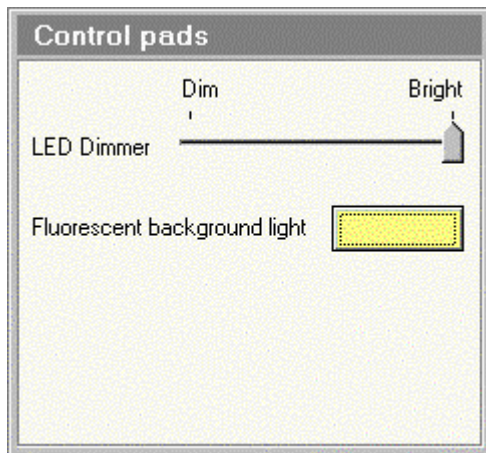 Control pads
Dim Bright
LED Dimmer
Fluorescent background light